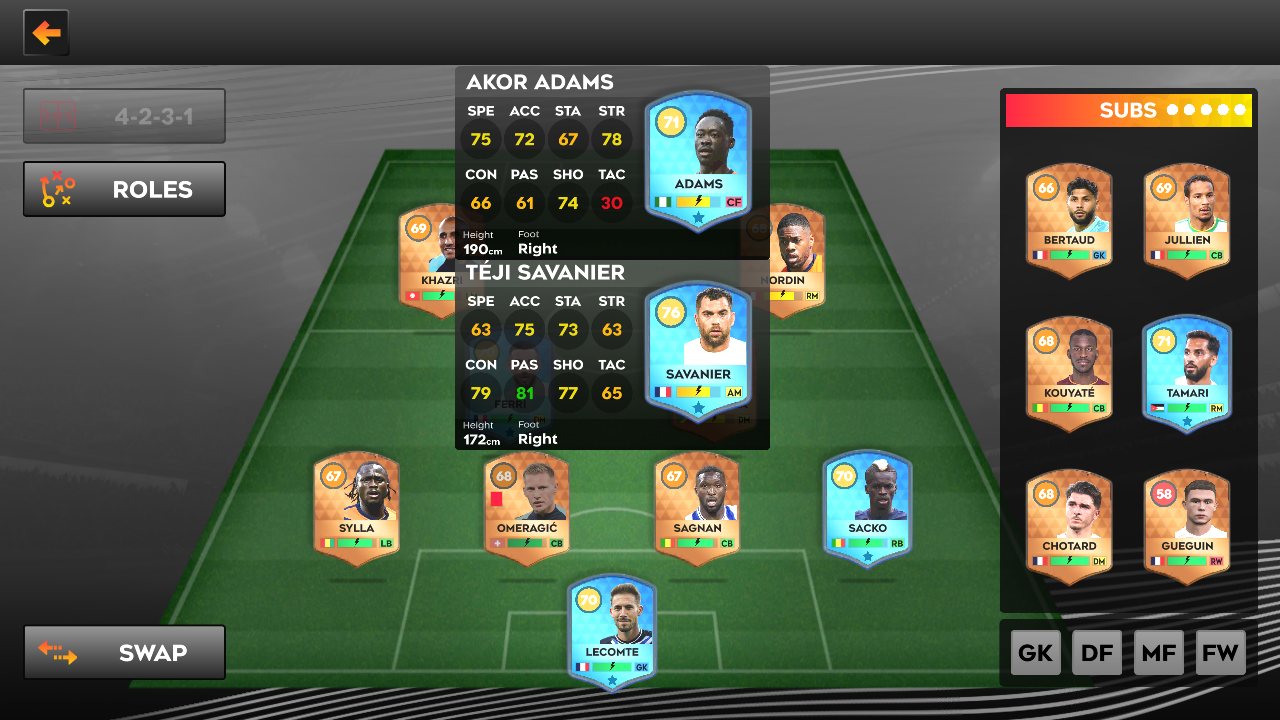 4-2-3-1
ROLES
SWAP
AKOR ADAMS
SPE ACC STA STR
75 72 67 78
CON PAS SHO TAC
66 61 74 30
Height Foot
190cm Right
71
ADAMS
CF
TÉJI SAVANIER
SPE ACC STA STR
63 75 73 63
CON PAS SHO TAC
79 81 77 65
Height Foot
172cm Right
76
SAVANIER
AM
69
KHAZRI
68
NORDIN
RM
FERRI
DM
DM
67
SYLLA
LB
68
OMERAGIĆ
CB
67
SAGNAN
CB
70
SACKO
RB
70
LECOMTE
GK
SUBS
66
BERTAUD
GK
69
JULLIEN
CB
68
KOUYATÉ
CB
71
TAMARI
RM
68
CHOTARD
DM
58
GUEGUIN
RW
GK DF MF FW